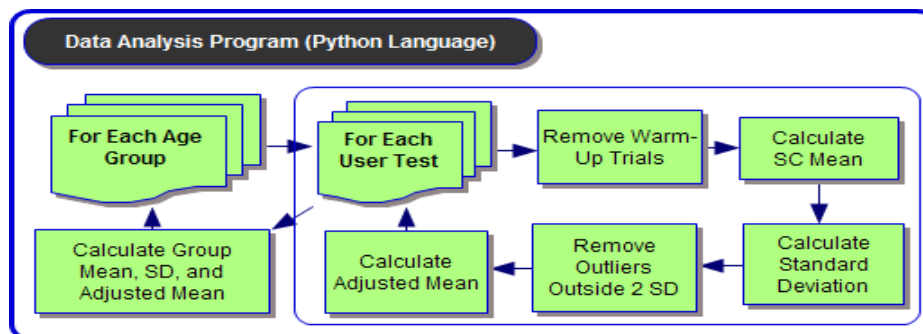 Data Analysis Program (Python Language)
For Each Age
Group
For Each
User Test
Remove Warm-
Up Trials
Calculate
SC Mean
Calculate Group
Mean, SD, and
Adjusted Mean
Calculate
Adjusted Mean
Remove
Outliers
Outside 2 SD
Calculate
Standard
Deviation